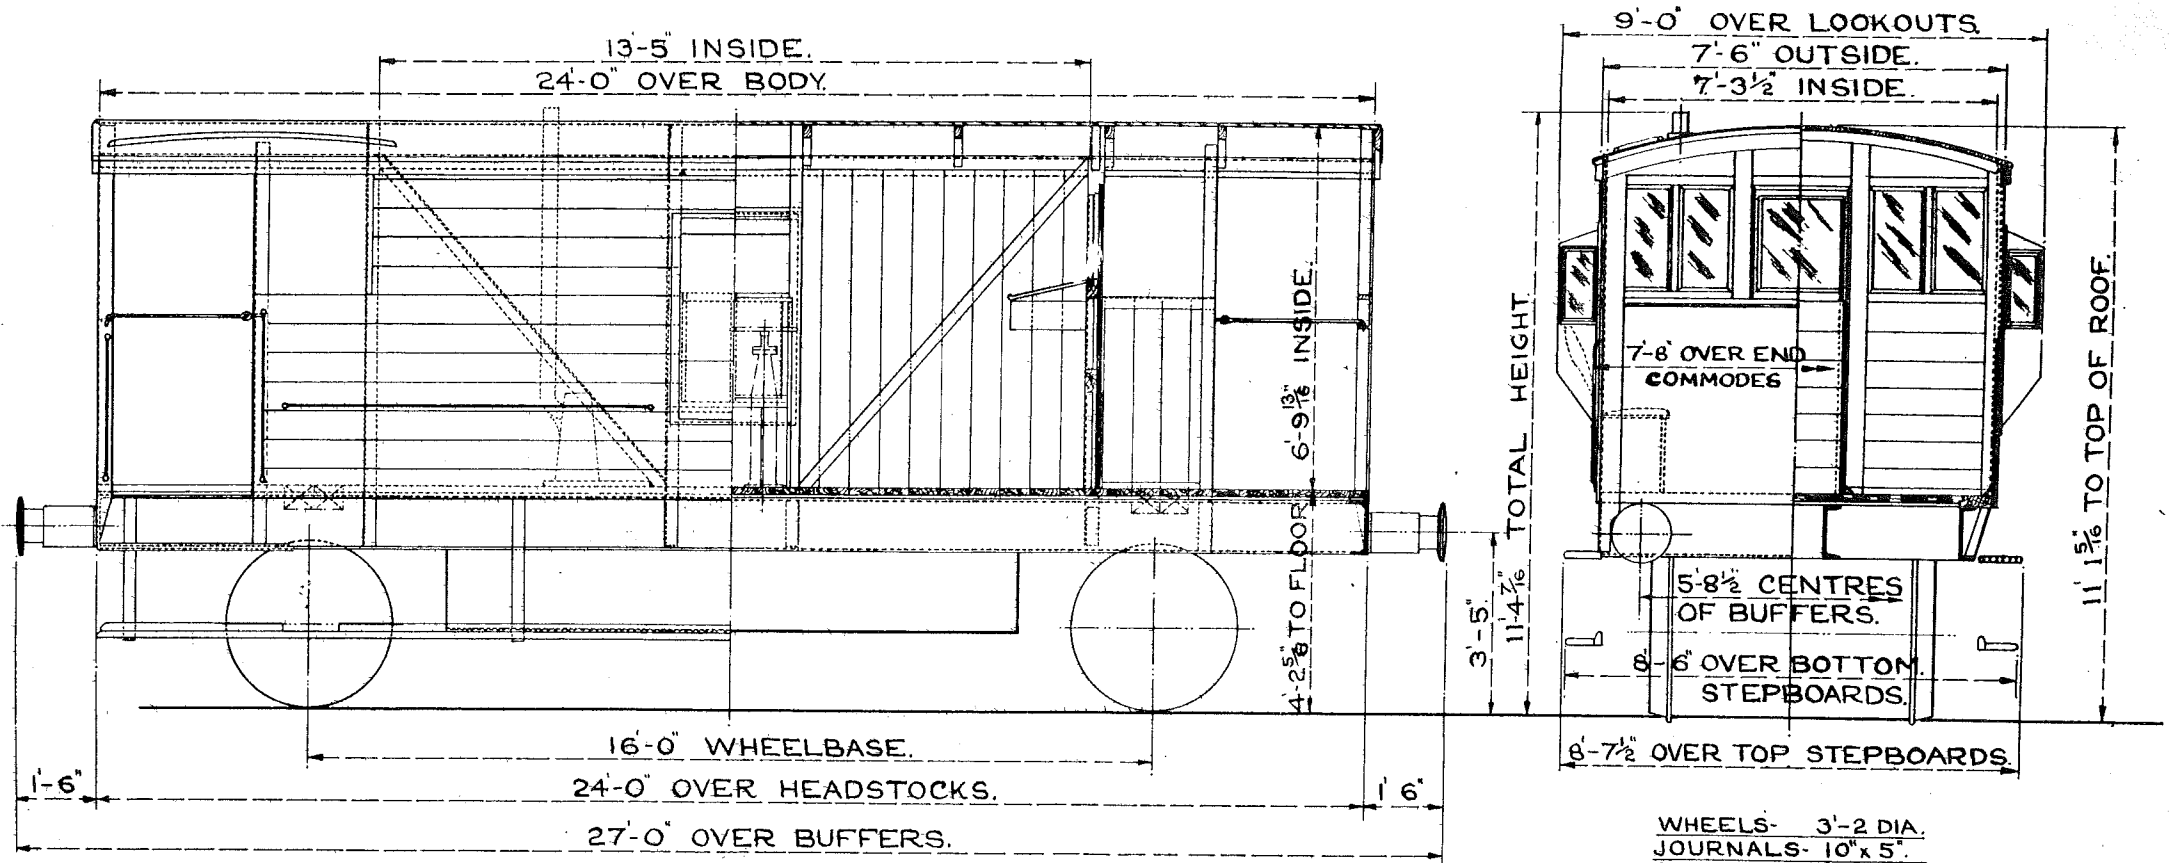 13'-5" INSIDE.
24'-0" OVER BODY.
6'-9 13/16" INSIDE.
4'-2 5/8" TO FLOOR
3'-5"
11'-4 7/16" TOTAL HEIGHT
16'-0" WHEELBASE.
1'-6"
24'-0" OVER HEADSTOCKS.
1' 6"
27'-0" OVER BUFFERS.
9'-0" OVER LOOKOUTS.
7'-6" OUTSIDE.
7'-3½" INSIDE.
7'-8" OVER END
COMMODES
11' 1 5/16" TO TOP OF ROOF.
5'-8½" CENTRES
OF BUFFERS.
8'-6" OVER BOTTOM.
STEPBOARDS.
8'-7½" OVER TOP STEPBOARDS.
WHEELS- 3'-2 DIA.
JOURNALS- 10" x 5".